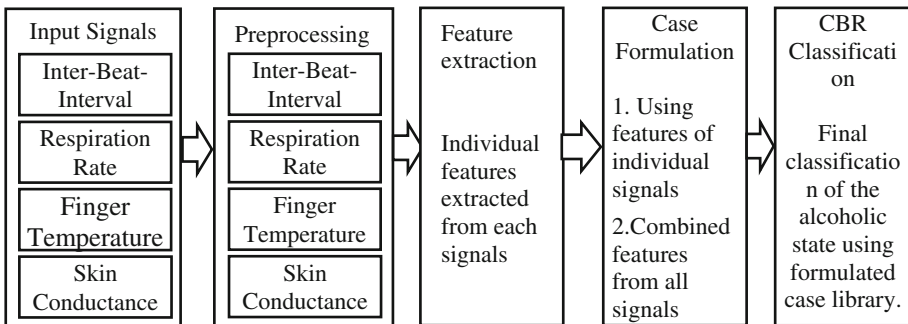 Input Signals
Inter-Beat-
Interval
Respiration
Rate
Finger
Temperature
Skin
Conductance
Preprocessing
Inter-Beat-
Interval
Respiration
Rate
Finger
Temperature
Skin
Conductance
Feature
extraction
Individual
features
extracted
from each
signals
Case
Formulation
1. Using
features of
individual
signals
2.Combined
features
from all
signals
CBR
Classificati
on
Final
classificatio
n of the
alcoholic
state using
formulated
case library.